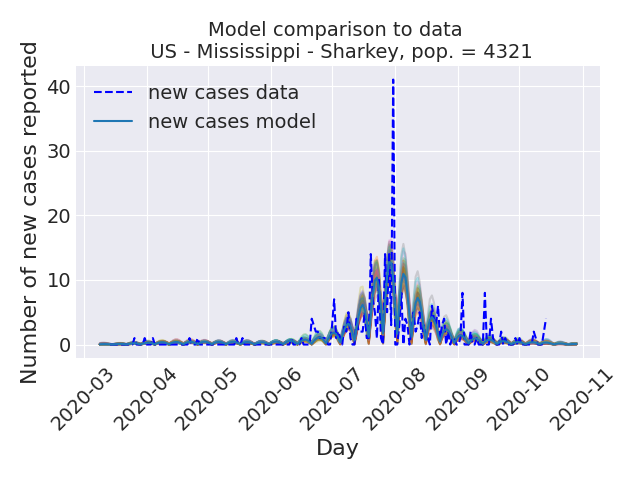 Model comparison to data
US - Mississippi - Sharkey, pop. = 4321
Number of new cases reported
40
30
20
10
0
new cases data
new cases model
2020-03
2020-04
2020-05
2020-06
2020-07
2020-08
2020-09
2020-10
2020-11
Day